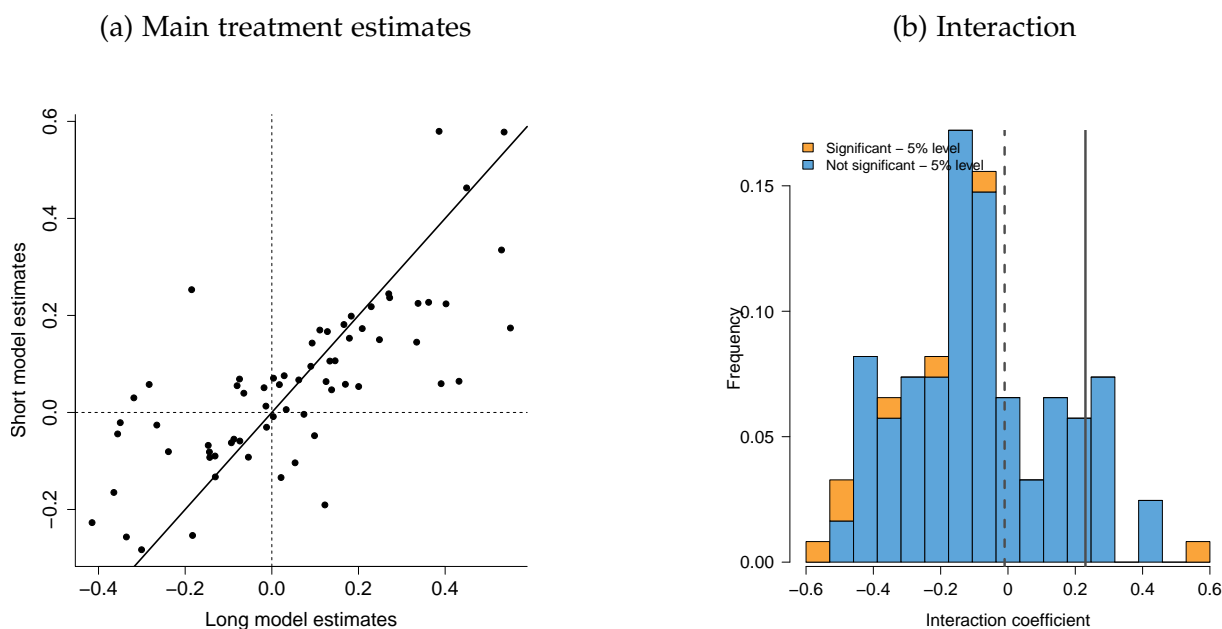 (a) Main treatment estimates
(b) Interaction
Short model estimates
0.6
0.4
0.2
0.0
−0.2
−0.4
−0.2
0.0
0.2
0.4
Long model estimates
Significant − 5% level
Not significant − 5% level
Frequency
0.15
0.10
0.05
0.00
−0.6
−0.4
−0.2
0
0.2
0.4
0.6
Interaction coefficient